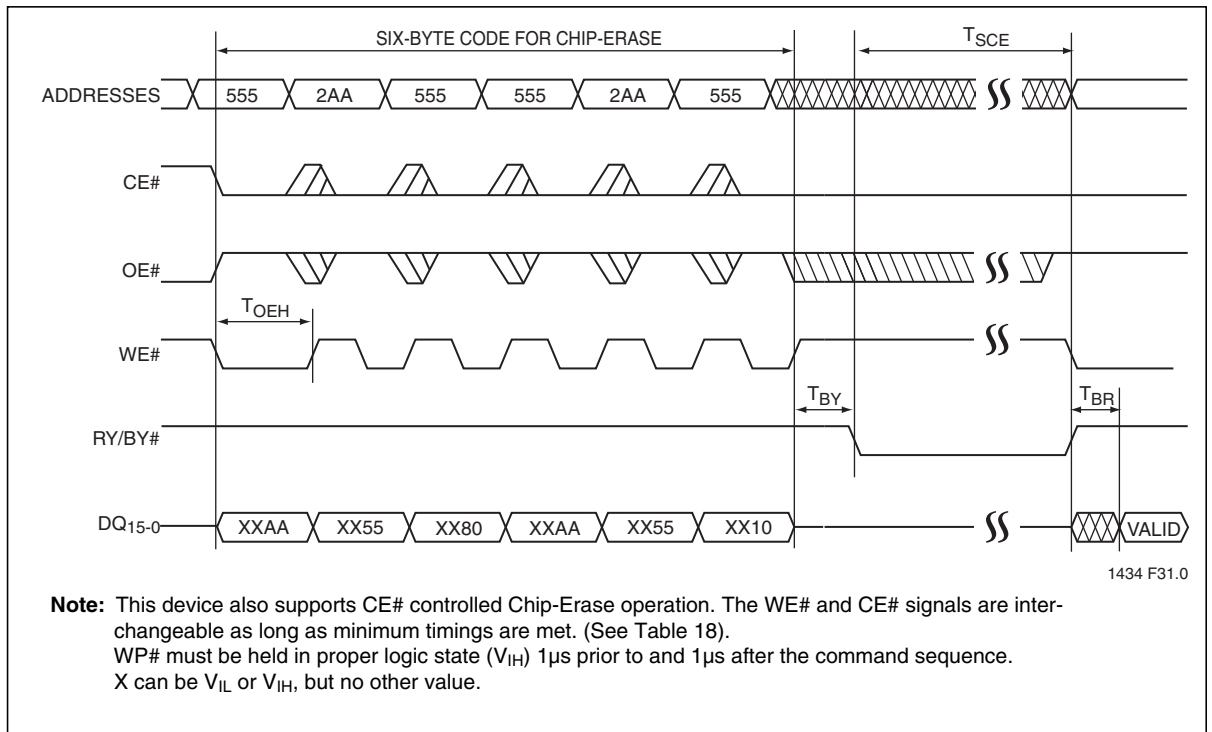 SIX-BYTE CODE FOR CHIP-ERASE
TSCE
ADDRESSES 555 2AA 555 555 2AA 555
CE#
OE#
TOEH
WE#
TBY TBR
RY/BY#
DQ15-0 XXAA XX55 XX80 XXAA XX55 XX10 VALID
1434 F31.0
Note: This device also supports CE# controlled Chip-Erase operation. The WE# and CE# signals are inter-
changeable as long as minimum timings are met. (See Table 18).
WP# must be held in proper logic state (VIH) 1µs prior to and 1µs after the command sequence.
X can be VIL or VIH, but no other value.